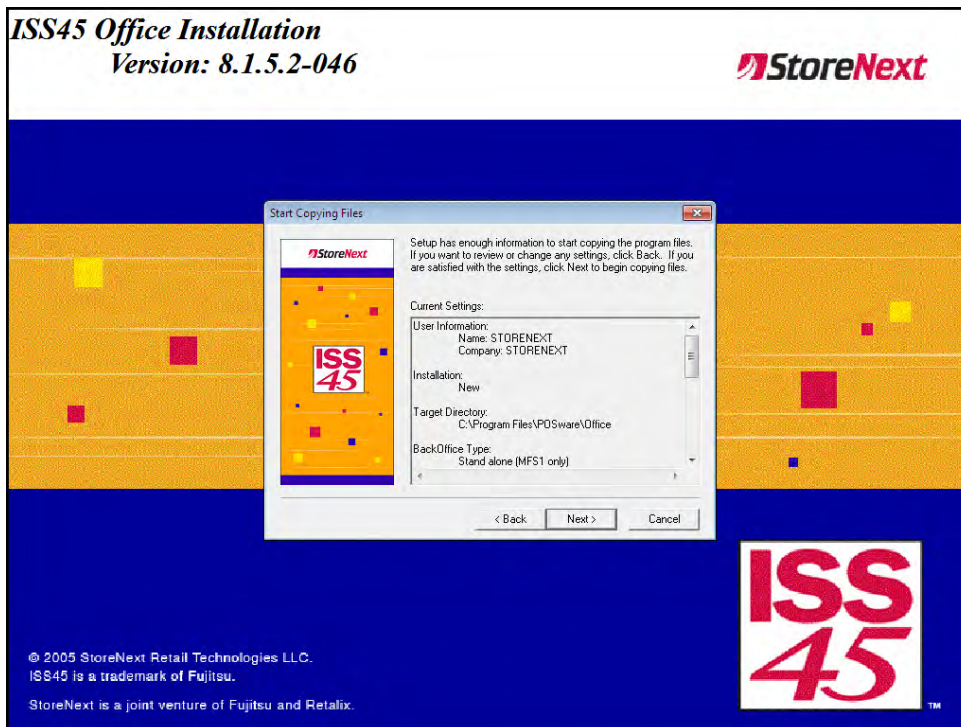 ISS45 Office Installation
Version: 8.1.5.2-046
StoreNext
Start Copying Files
StoreNext
ISS
45
Setup has enough information to start copying the program files.
If you want to review or change any settings, click Back. If you
are satisfied with the settings, click Next to begin copying files.
Current Settings:
User Information:
Name: STORENEXT
Company: STORENEXT
Installation:
New
Target Directory:
C:\Program Files\POSware\Office
BackOffice Type:
Stand alone (MFS1 only)
< Back
Next >
Cancel
ISS
45
TM
© 2005 StoreNext Retail Technologies LLC.
ISS45 is a trademark of Fujitsu.
StoreNext is a joint venture of Fujitsu and Retalix.